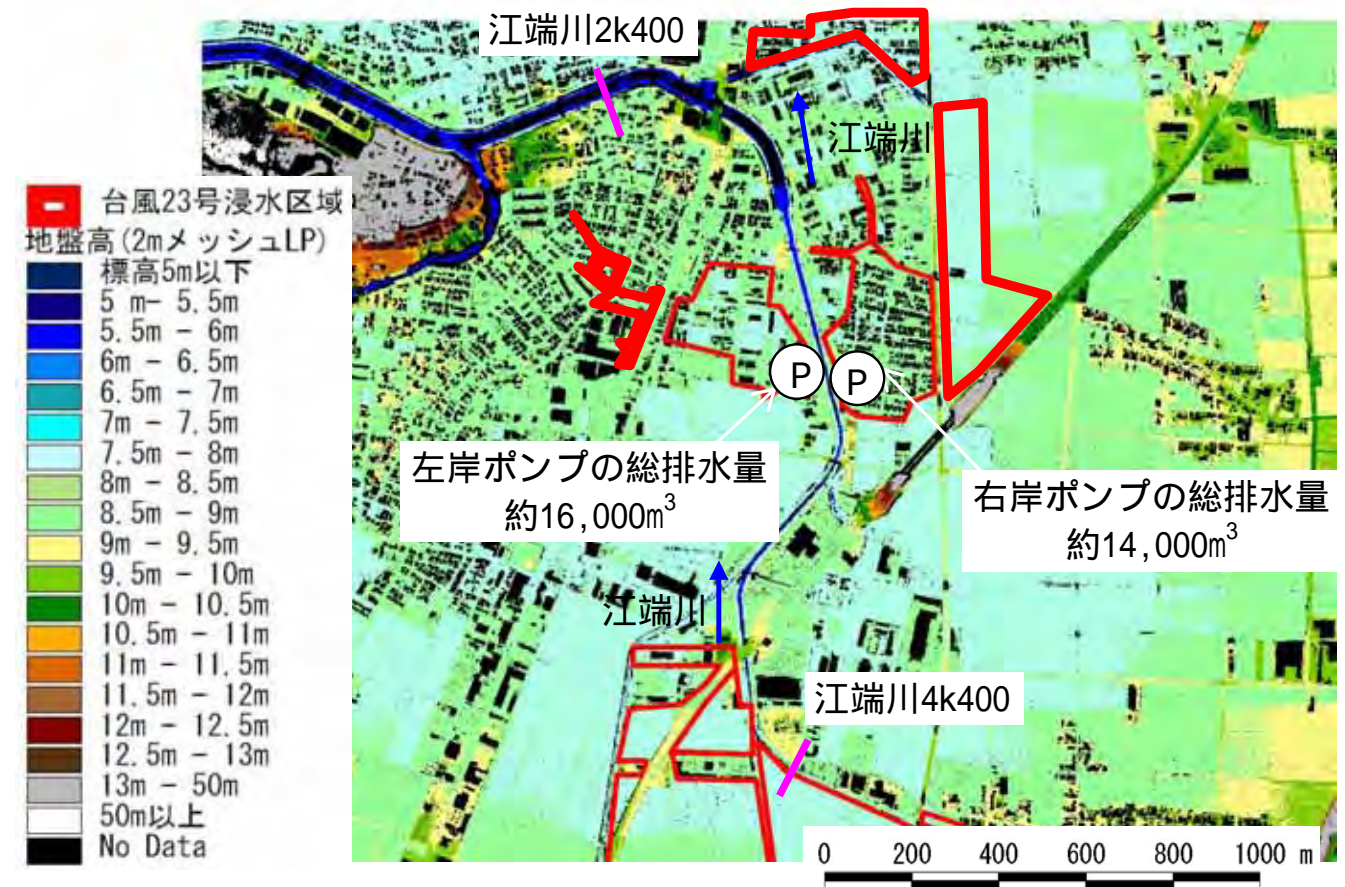 江端川2k400
江端川
台風23号浸水区域
地盤高(2mメッシュLP)
標高5m以下
5 m- 5.5m
5.5m - 6m
6m - 6.5m
6.5m - 7m
7m - 7.5m
7.5m - 8m
8m - 8.5m
8.5m - 9m
9m - 9.5m
9.5m - 10m
10m - 10.5m
10.5m - 11m
11m - 11.5m
11.5m - 12m
12m - 12.5m
12.5m - 13m
13m - 50m
50m以上
No Data
P
P
左岸ポンプの総排水量
約16,000m³
右岸ポンプの総排水量
約14,000m³
江端川
江端川4k400
0 200 400 600 800 1000 m